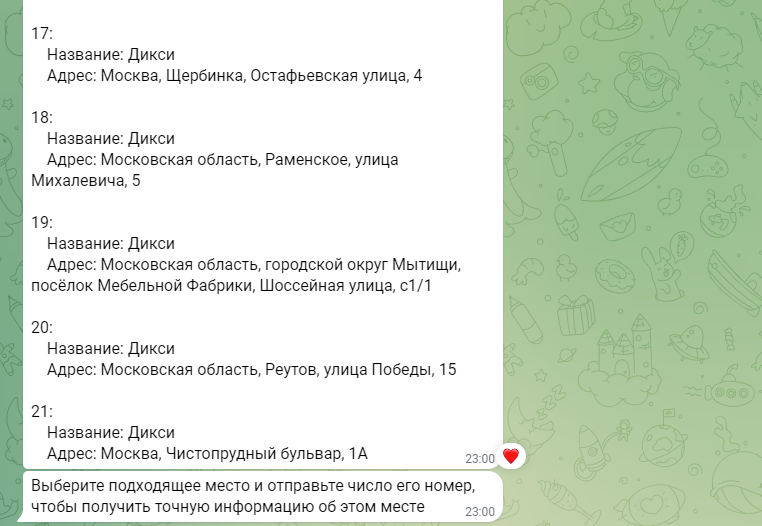 17:
Название: Дикси
Адрес: Москва, Щербинка, Остафьевская улица, 4
18:
Название: Дикси
Адрес: Московская область, Раменское, улица
Михалевича, 5
19:
Название: Дикси
Адрес: Московская область, городской округ Мытищи,
посёлок Мебельной Фабрики, Шоссейная улица, с1/1
20:
Название: Дикси
Адрес: Московская область, Реутов, улица Победы, 15
21:
Название: Дикси
Адрес: Москва, Чистопрудный бульвар, 1А
23:00
Выберите подходящее место и отправьте число его номер,
чтобы получить точную информацию об этом месте
23:00